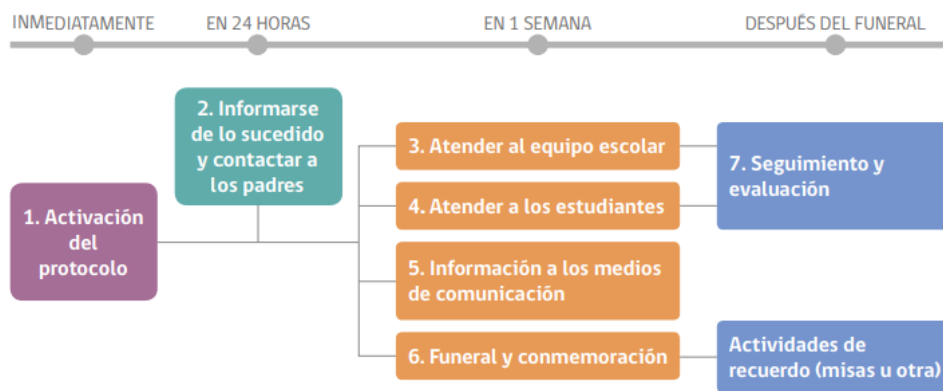 INMEDIATAMENTE
EN 24 HORAS
EN 1 SEMANA
DESPUÉS DEL FUNERAL
1. Activación
del
protocolo
2. Informarse
de lo sucedido
y contactar a
los padres
3. Atender al equipo escolar
4. Atender a los estudiantes
5. Información a los medios
de comunicación
6. Funeral y conmemoración
7. Seguimiento y
evaluación
Actividades de
recuerdo (misas u otra)